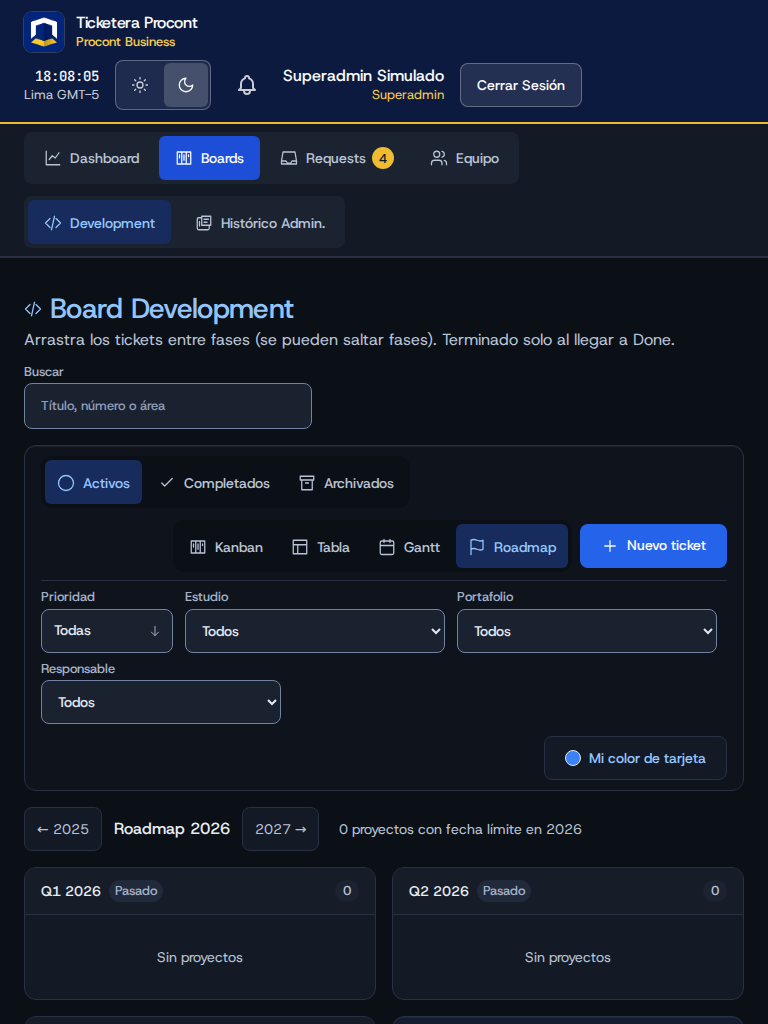 Ticketera Procont
Procont Business
18:08:05
Lima GMT-5
Superadmin Simulado
Superadmin
Cerrar Sesión
Dashboard
Boards
Requests 4
Equipo
Development
Histórico Admin.
Board Development
Arrastra los tickets entre fases (se pueden saltar fases). Terminado solo al llegar a Done.
Buscar
Título, número o área
Activos
Completados
Archivados
Kanban
Tabla
Gantt
Roadmap
Nuevo ticket
Prioridad
Todas
Estudio
Todos
Portafolio
Todos
Responsable
Todos
Mi color de tarjeta
← 2025
Roadmap 2026
2027 →
0 proyectos con fecha límite en 2026
Q1 2026 Pasado 0
Sin proyectos
Q2 2026 Pasado 0
Sin proyectos